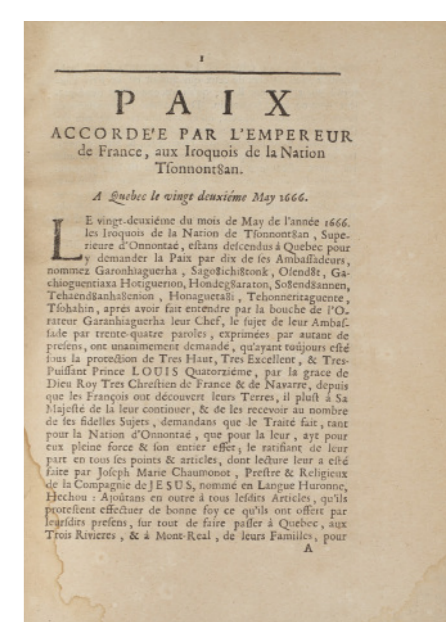 1
PAIX
ACCORDE'E PAR L'EMPEREUR
de France, aux Iroquois de la Nation
Tſonnont8an.
A Quebec le vingt deuxiéme May 1666.
LE vingt-deuxiéme du mois de May de l'année 1666.
les Iroquois de la Nation de Tſonnont8an, Supe-
rieure d'Onnontaé, eſtans deſcendus à Quebec pour
y demander la Paix par dix de ſes Ambaſſadeurs,
nommez Garonhiaguerha, Sago8ichi8tonk, Oſend8t, Ga-
chioguentiaxa Hotiguerion, Hondeg8araton, So8end8annen,
Tehaend8anha8enion, Honagueta8i, Tehonneritaguente,
Tſohahin, aprés avoir fait entendre par la bouche de l'O-
rateur Garanhiaguerha leur Chef, le ſujet de leur Ambaſ-
ſade par trente-quatre paroles, exprimées par autant de
preſens, ont unanimement demandé, qu'ayant toûjours eſté
ſous la protection de Tres Haut, Tres Excellent, & Tres-
Puiſſant Prince LOUIS Quatorziéme, par la grace de
Dieu Roy Tres Chreſtien de France & de Navarre, depuis
que les François ont découvert leurs Terres, il pluſt à Sa
Majeſté de la leur continuer, & de les recevoir au nombre
de ſes fidelles Sujets, demandans que le Traité fait, tant
pour la Nation d'Onnontaé, que pour la leur, ayt pour
eux pleine force & ſon entier effet; le ratifiant de leur
part en tous ſes points & articles, dont lecture leur a eſté
faite par Joſeph Marie Chaumonot, Preſtre & Religieux
de la Compagnie de JESUS, nommé en Langue Huronne,
Hechou: Ajoûtans en outre à tous leſdits Articles, qu'ils
proteſtent effectuer de bonne foy ce qu'ils ont offert par
leurſdits preſens, ſur tout de faire paſſer à Quebec, aux
Trois Rivieres, & à Mont-Real, de leurs Familles, pour
A